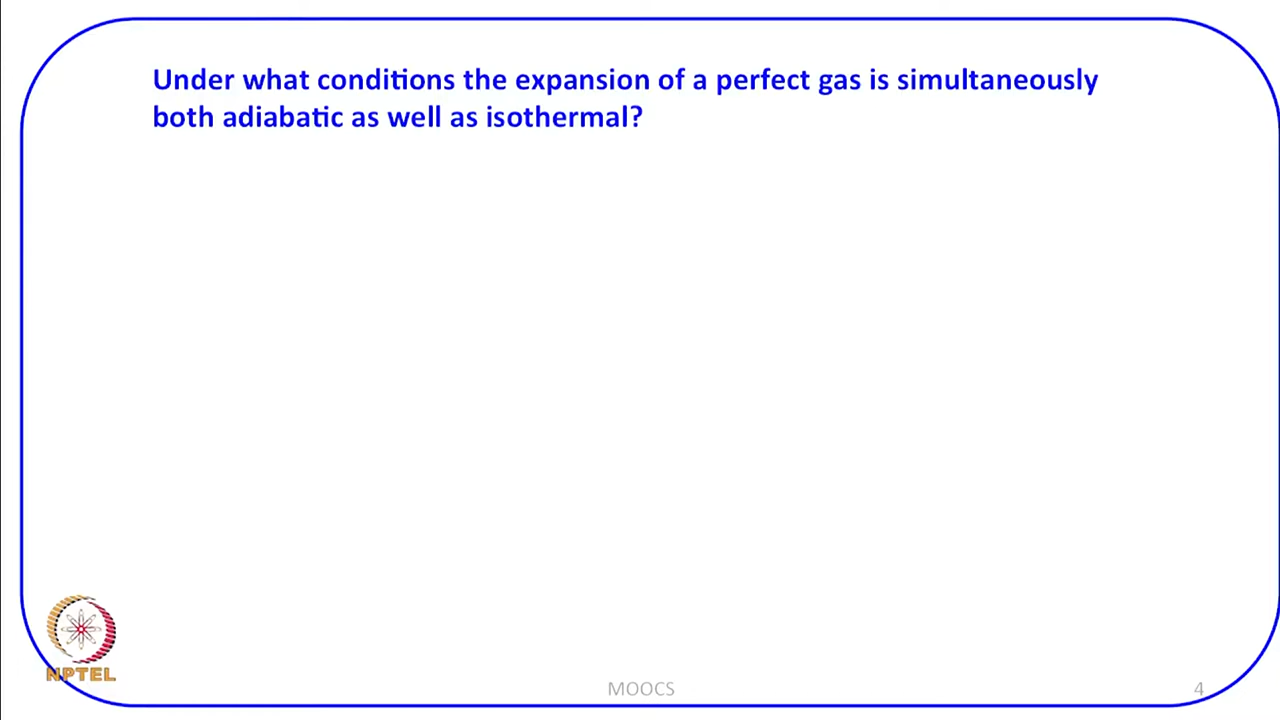 Under what conditions the expansion of a perfect gas is simultaneously
both adiabatic as well as isothermal?
NPTEL
MOOCS
4